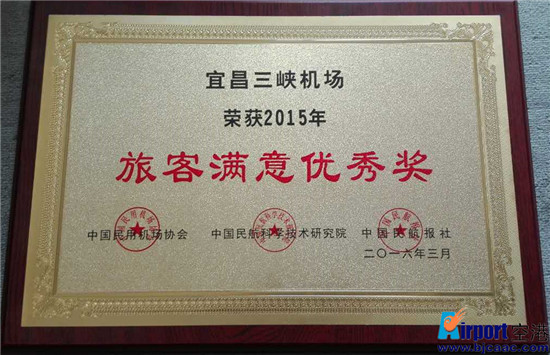 宜昌三峡机场
荣获2015年
旅客满意优秀奖
中国民用机场协会 中国民航科学技术研究院 中国民航报社
二〇一六年三月
Airport空港
www.bjcaac.com